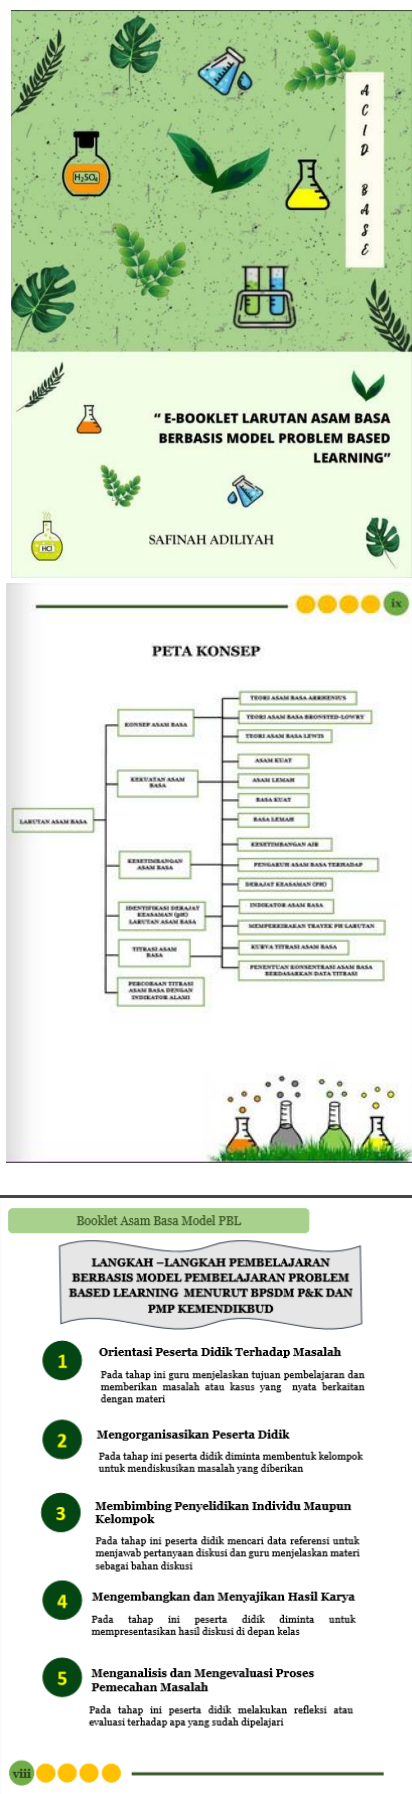 A
C
I
D
B
A
S
E
H₂SO₄
“ E-BOOKLET LARUTAN ASAM BASA
BERBASIS MODEL PROBLEM BASED
LEARNING”
HCl
SAFINAH ADILIYAH
ix
PETA KONSEP
LARUTAN ASAM BASA
KONSEP ASAM BASA
TEORI ASAM BASA ARRHENIUS
TEORI ASAM BASA BRONSTED-LOWRY
TEORI ASAM BASA LEWIS
KEKUATAN ASAM
BASA
ASAM KUAT
ASAM LEMAH
BASA KUAT
BASA LEMAH
KESETIMBANGAN
ASAM BASA
KESETIMBANGAN AIR
PENGARUH ASAM BASA TERHADAP
DERAJAT KEASAMAN (PH)
IDENTIFIKASI DERAJAT
KEASAMAN (pH)
LARUTAN ASAM BASA
INDIKATOR ASAM BASA
MEMPERKIRAKAN TRAYEK PH LARUTAN
TITRASI ASAM
BASA
KURVA TITRASI ASAM BASA
PENENTUAN KONSENTRASI ASAM BASA
BERDASARKAN DATA TITRASI
PERCOBAAN TITRASI
ASAM BASA DENGAN
INDIKATOR ALAMI
Booklet Asam Basa Model PBL
LANGKAH –LANGKAH PEMBELAJARAN
BERBASIS MODEL PEMBELAJARAN PROBLEM
BASED LEARNING MENURUT BPSDM P&K DAN
PMP KEMENDIKBUD
1
Orientasi Peserta Didik Terhadap Masalah
Pada tahap ini guru menjelaskan tujuan pembelajaran dan
memberikan masalah atau kasus yang nyata berkaitan
dengan materi
2
Mengorganisasikan Peserta Didik
Pada tahap ini peserta didik diminta membentuk kelompok
untuk mendiskusikan masalah yang diberikan
3
Membimbing Penyelidikan Individu Maupun
Kelompok
Pada tahap ini peserta didik mencari data referensi untuk
menjawab pertanyaan diskusi dan guru menjelaskan materi
sebagai bahan diskusi
4
Mengembangkan dan Menyajikan Hasil Karya
Pada tahap ini peserta didik diminta untuk
mempresentasikan hasil diskusi di depan kelas
5
Menganalisis dan Mengevaluasi Proses
Pemecahan Masalah
Pada tahap ini peserta didik melakukan refleksi atau
evaluasi terhadap apa yang sudah dipelajari
viii